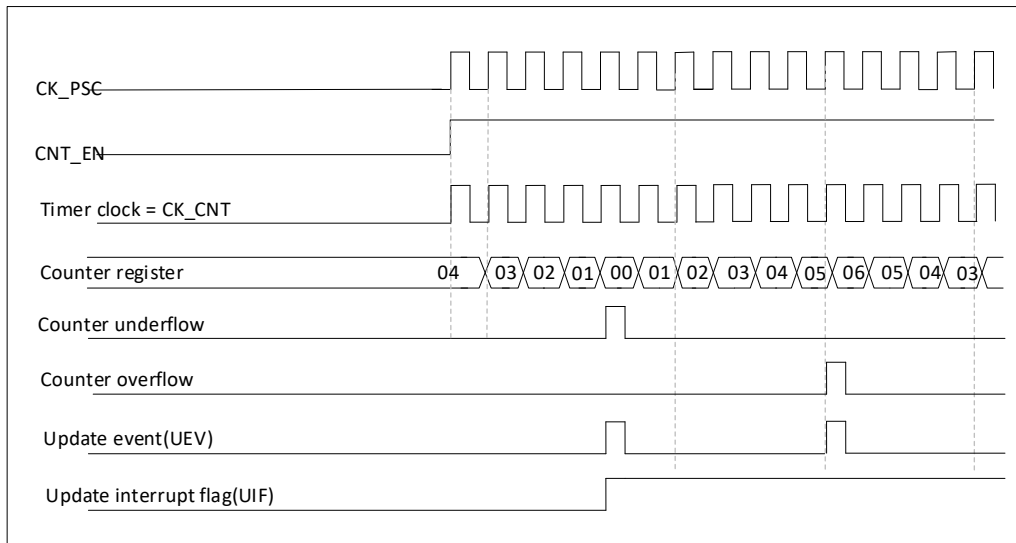 CK_PSC
CNT_EN
Timer clock = CK_CNT
Counter register 04 03 02 01 00 01 02 03 04 05 06 05 04 03
Counter underflow
Counter overflow
Update event(UEV)
Update interrupt flag(UIF)